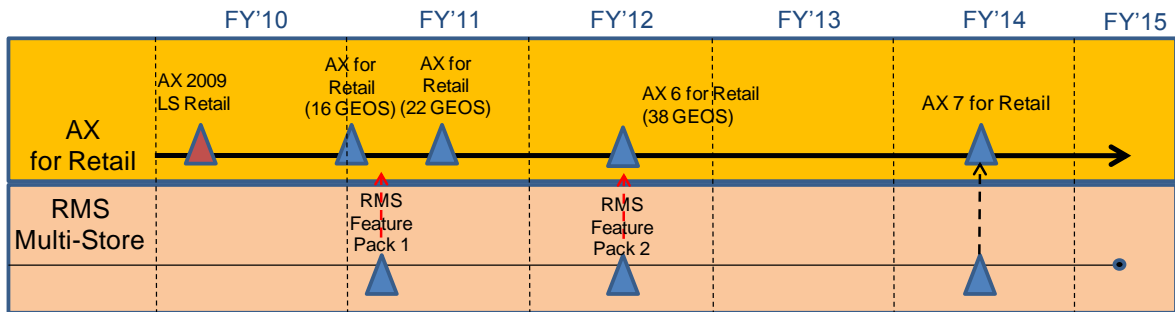 FY'10 FY'11 FY'12 FY'13 FY'14 FY'15
AX 2009
LS Retail
AX for
Retail
(16 GEOS)
AX for
Retail
(22 GEOS)
AX 6 for Retail
(38 GEOS)
AX 7 for Retail
AX
for Retail
RMS
Multi-Store
RMS
Feature
Pack 1
RMS
Feature
Pack 2